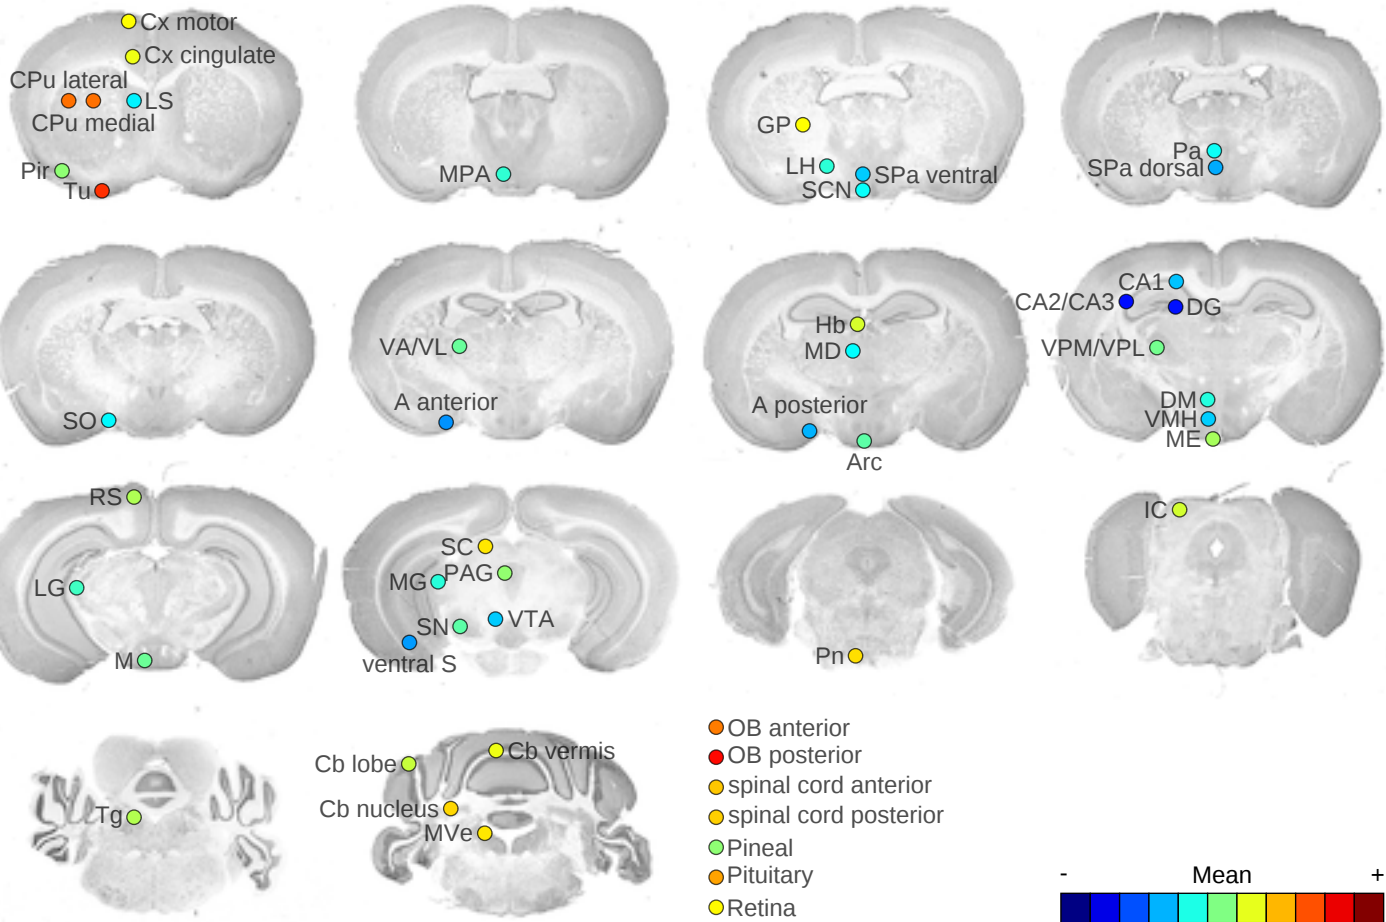 Cx motor
Cx cingulate
CPu lateral
LS
CPu medial
Pir
Tu
MPA
GP
LH
SPa ventral
SCN
Pa
SPa dorsal
SO
VA/VL
A anterior
Hb
MD
A posterior
Arc
CA1
CA2/CA3
DG
VPM/VPL
DM
VMH
ME
RS
LG
M
SC
MG
PAG
SN
VTA
ventral S
Pn
IC
Tg
Cb lobe
Cb vermis
Cb nucleus
MVe
OB anterior
OB posterior
spinal cord anterior
spinal cord posterior
Pineal
Pituitary
Retina
- Mean +